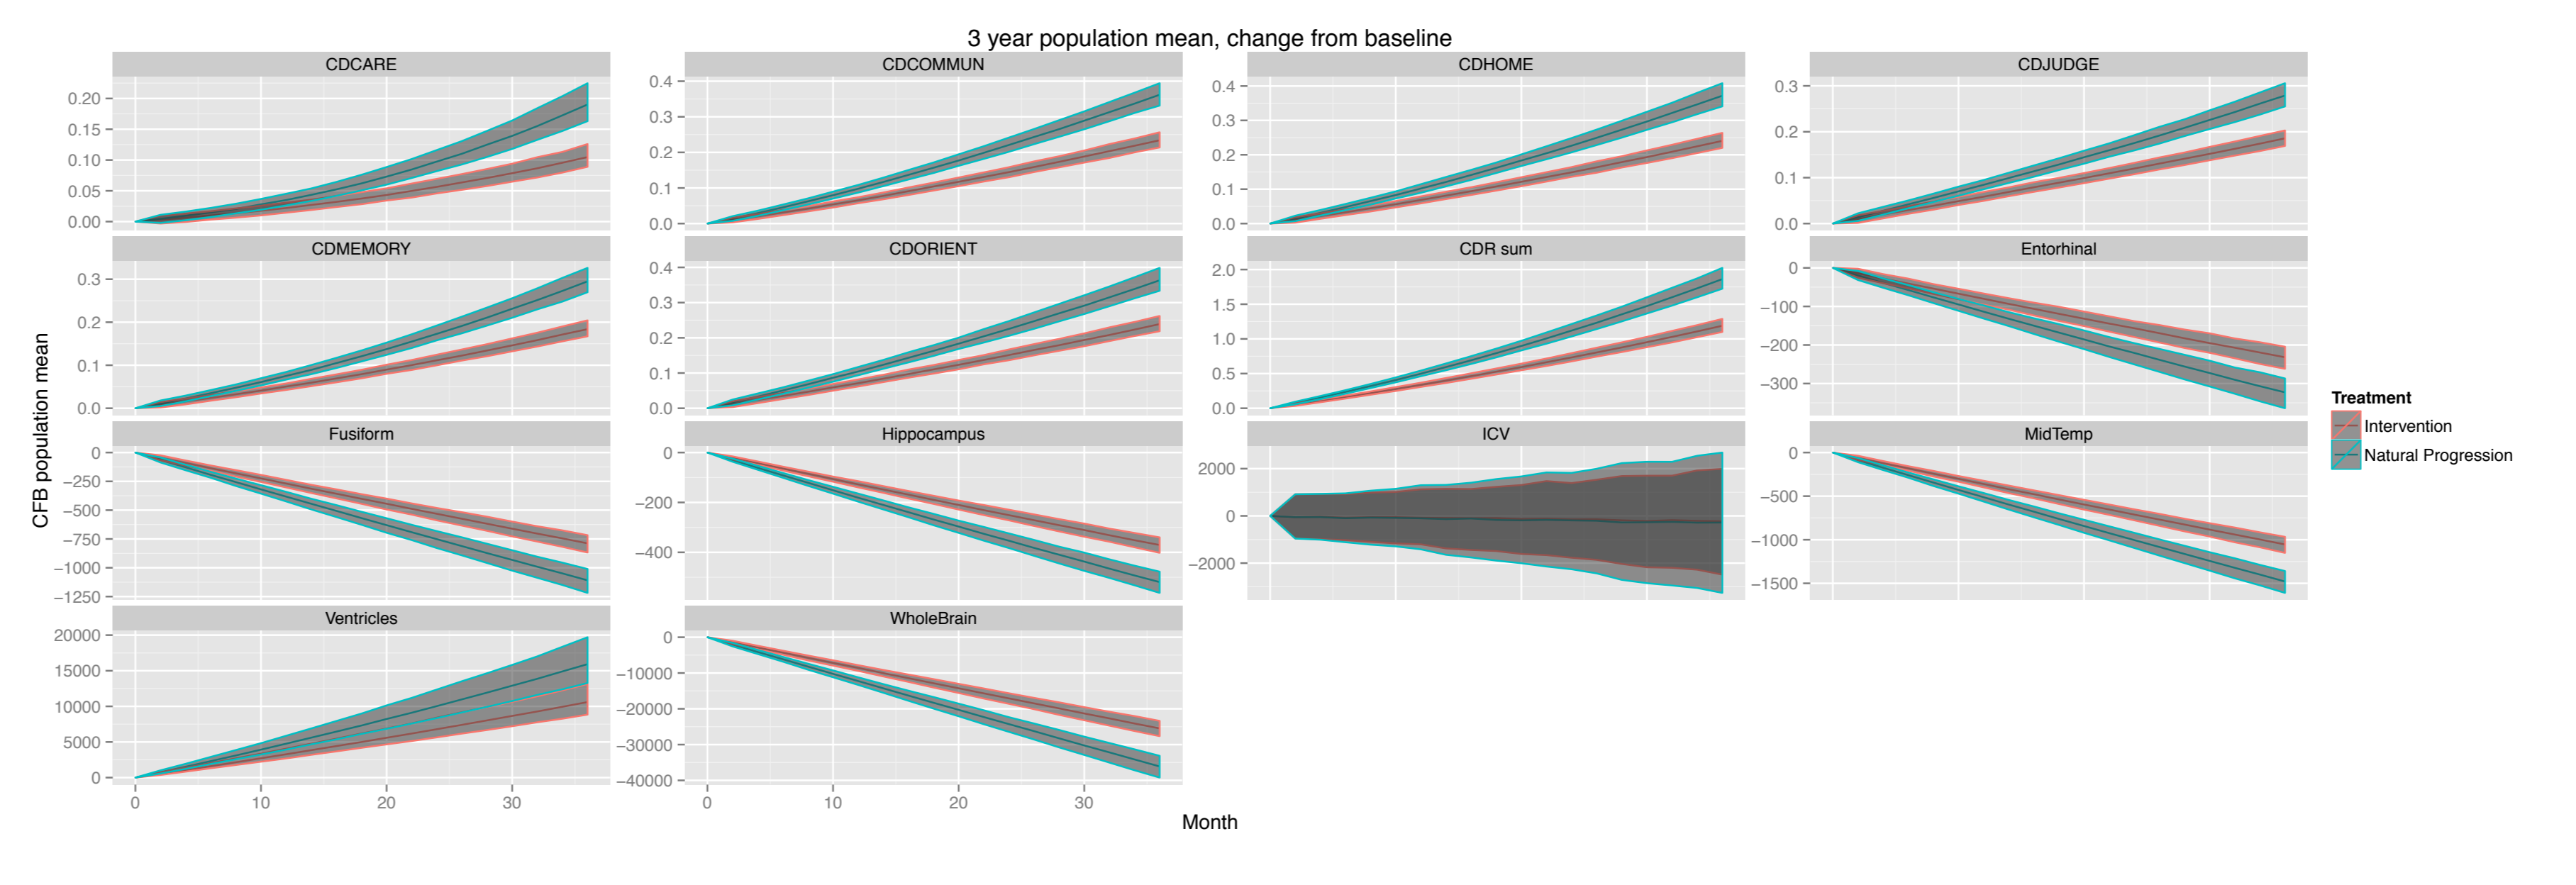 3 year population mean, change from baseline
CDCARE
CDCOMMUN
CDHOME
CDJUDGE
0.20
0.15
0.10
0.05
0.00
0.4
0.3
0.2
0.1
0.0
0.4
0.3
0.2
0.1
0.0
0.3
0.2
0.1
0.0
CDMEMORY
CDORIENT
CDR sum
Entorhinal
0.3
0.2
0.1
0.0
0.4
0.3
0.2
0.1
0.0
2.0
1.5
1.0
0.5
0.0
0
−100
−200
−300
Fusiform
Hippocampus
ICV
MidTemp
0
−250
−500
−750
−1000
−1250
0
−200
−400
2000
0
−2000
0
−500
−1000
−1500
Ventricles
WholeBrain
20000
15000
10000
5000
0
0
−10000
−20000
−30000
−40000
0 10 20 30
0 10 20 30
Month
CFB population mean
Treatment
Intervention
Natural Progression